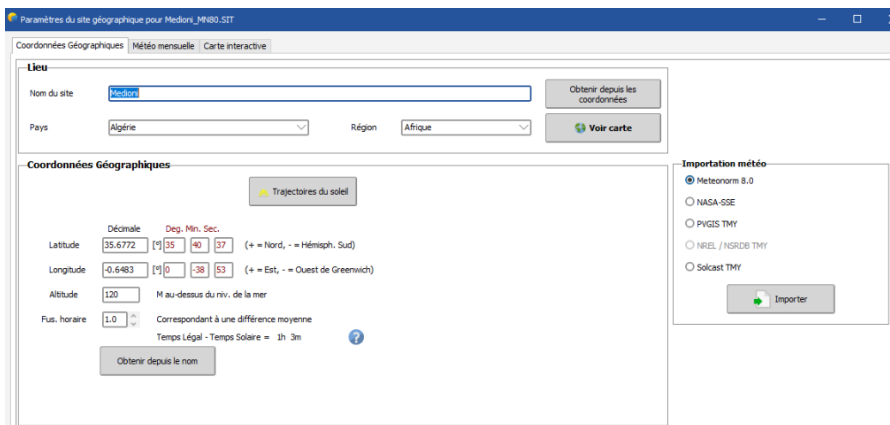 Paramètres du site géographique pour Medioni_MN80.SIT
Coordonnées Géographiques Météo mensuelle Carte interactive
Lieu
Nom du site Medioni Obtenir depuis les coordonnées
Pays Algérie Région Afrique Voir carte
Coordonnées Géographiques
Trajectoires du soleil
Décimale Deg. Min. Sec.
Latitude 35.6772 [°] 35 40 37 (+ = Nord, - = Hémisph. Sud)
Longitude -0.6483 [°] 0 -38 53 (+ = Est, - = Ouest de Greenwich)
Altitude 120 M au-dessus du niv. de la mer
Fus. horaire 1.0 Correspondant à une différence moyenne
Temps Légal - Temps Solaire = 1h 3m ?
Obtenir depuis le nom
Importation météo
Meteonorm 8.0
NASA-SSE
PVGIS TMY
NREL / NSRDB TMY
Solcast TMY
Importer